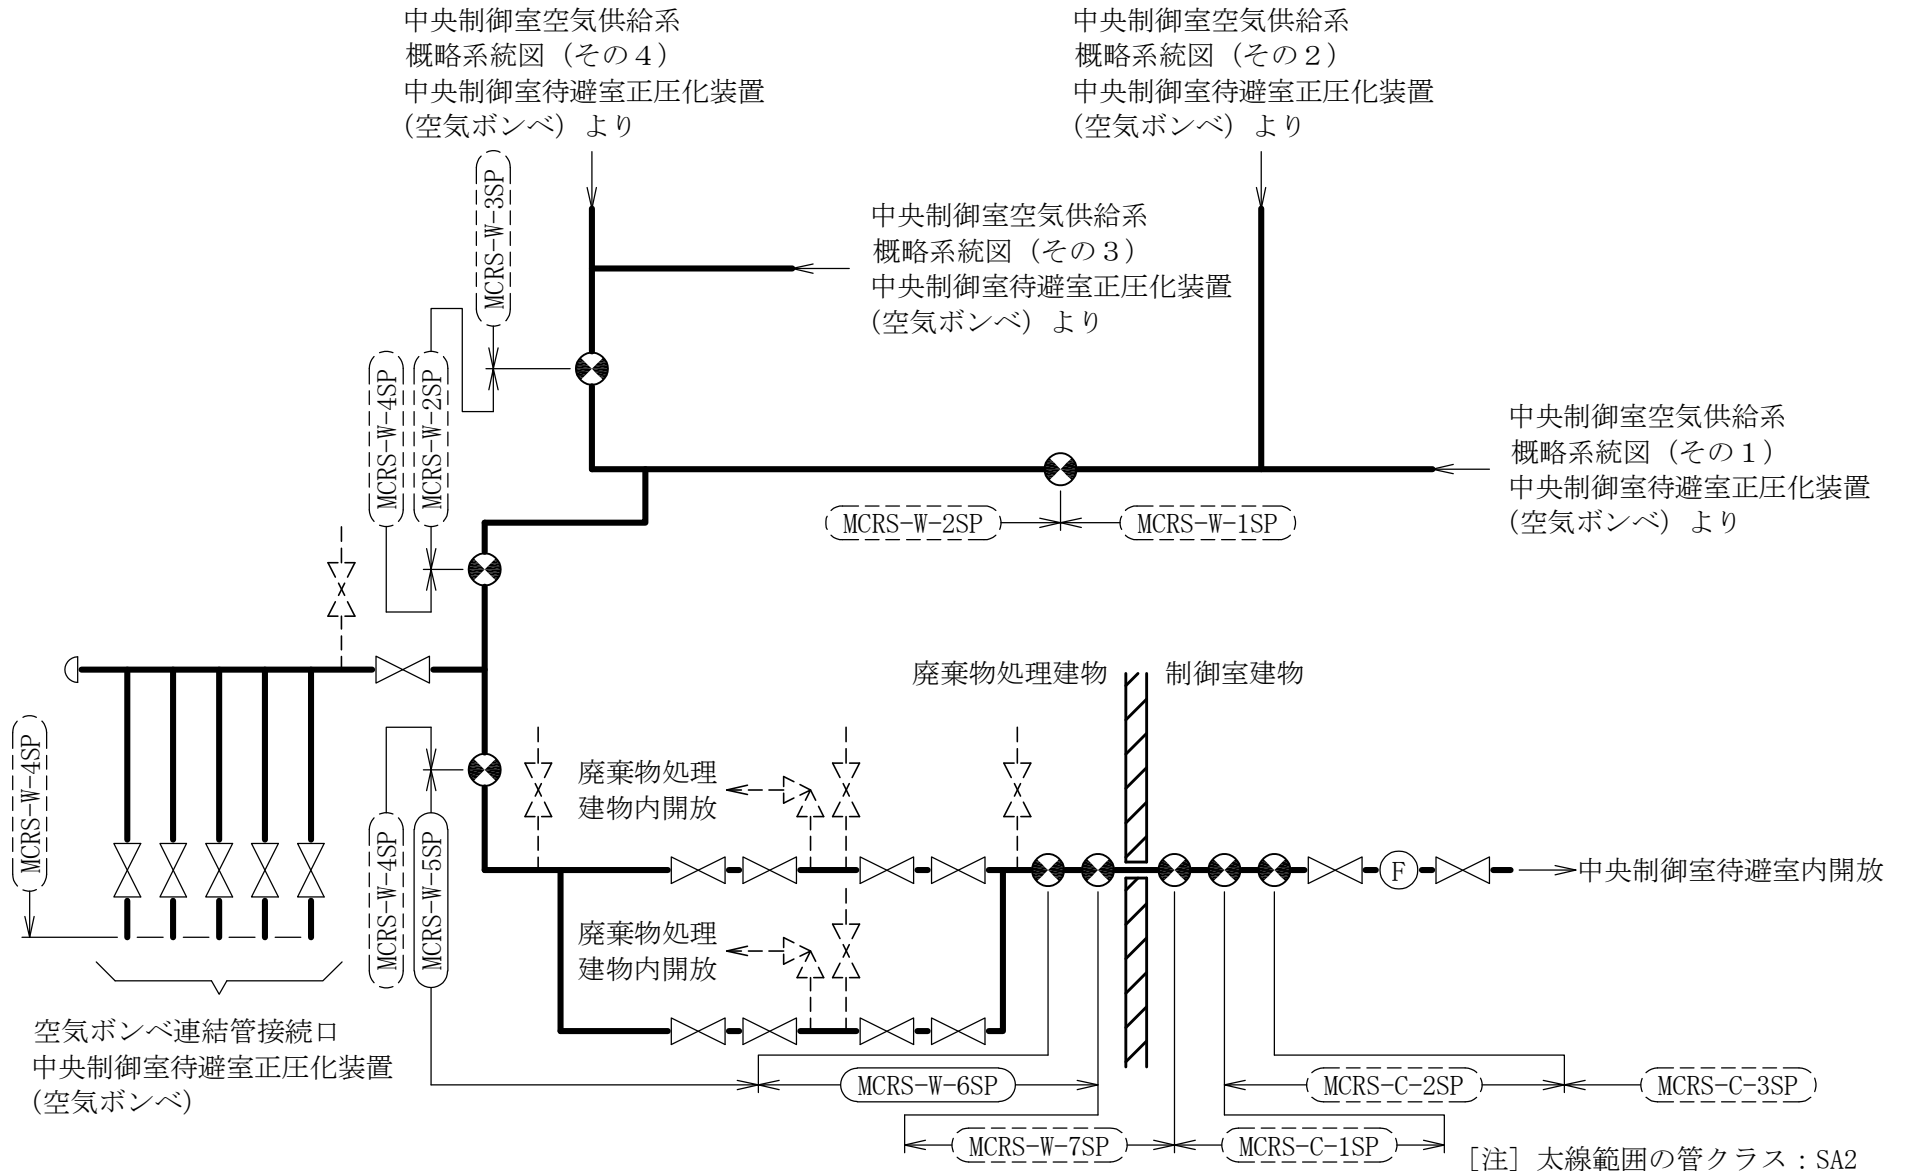 中央制御室空気供給系
概略系統図（その４）
中央制御室待避室正圧化装置
(空気ボンベ）より
中央制御室空気供給系
概略系統図（その２）
中央制御室待避室正圧化装置
(空気ボンベ）より
MCRS-W-3SP
中央制御室空気供給系
概略系統図（その３）
中央制御室待避室正圧化装置
(空気ボンベ）より
MCRS-W-4SP
MCRS-W-2SP
中央制御室空気供給系
概略系統図（その１）
中央制御室待避室正圧化装置
(空気ボンベ）より
MCRS-W-2SP
MCRS-W-1SP
廃棄物処理建物
制御室建物
MCRS-W-4SP
廃棄物処理
建物内開放
MCRS-W-4SP
MCRS-W-5SP
F
中央制御室待避室内開放
廃棄物処理
建物内開放
空気ボンベ連結管接続口
中央制御室待避室正圧化装置
(空気ボンベ）
MCRS-W-6SP
MCRS-C-2SP
MCRS-C-3SP
MCRS-W-7SP
MCRS-C-1SP
［注］太線範囲の管クラス：SA2